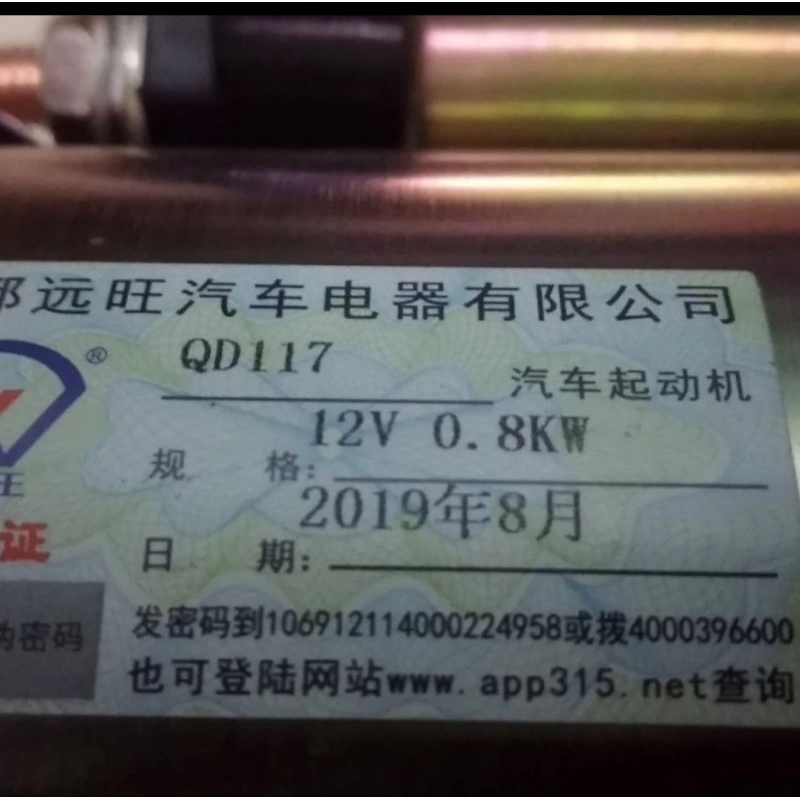 远旺汽车电器有限公司
®
QD117
汽车起动机
12V 0.8KW
规 格:
王
2019年8月
证
日 期:
密码
发密码到106912114000224958或拨4000396600
也可登陆网站www.app315.net查询